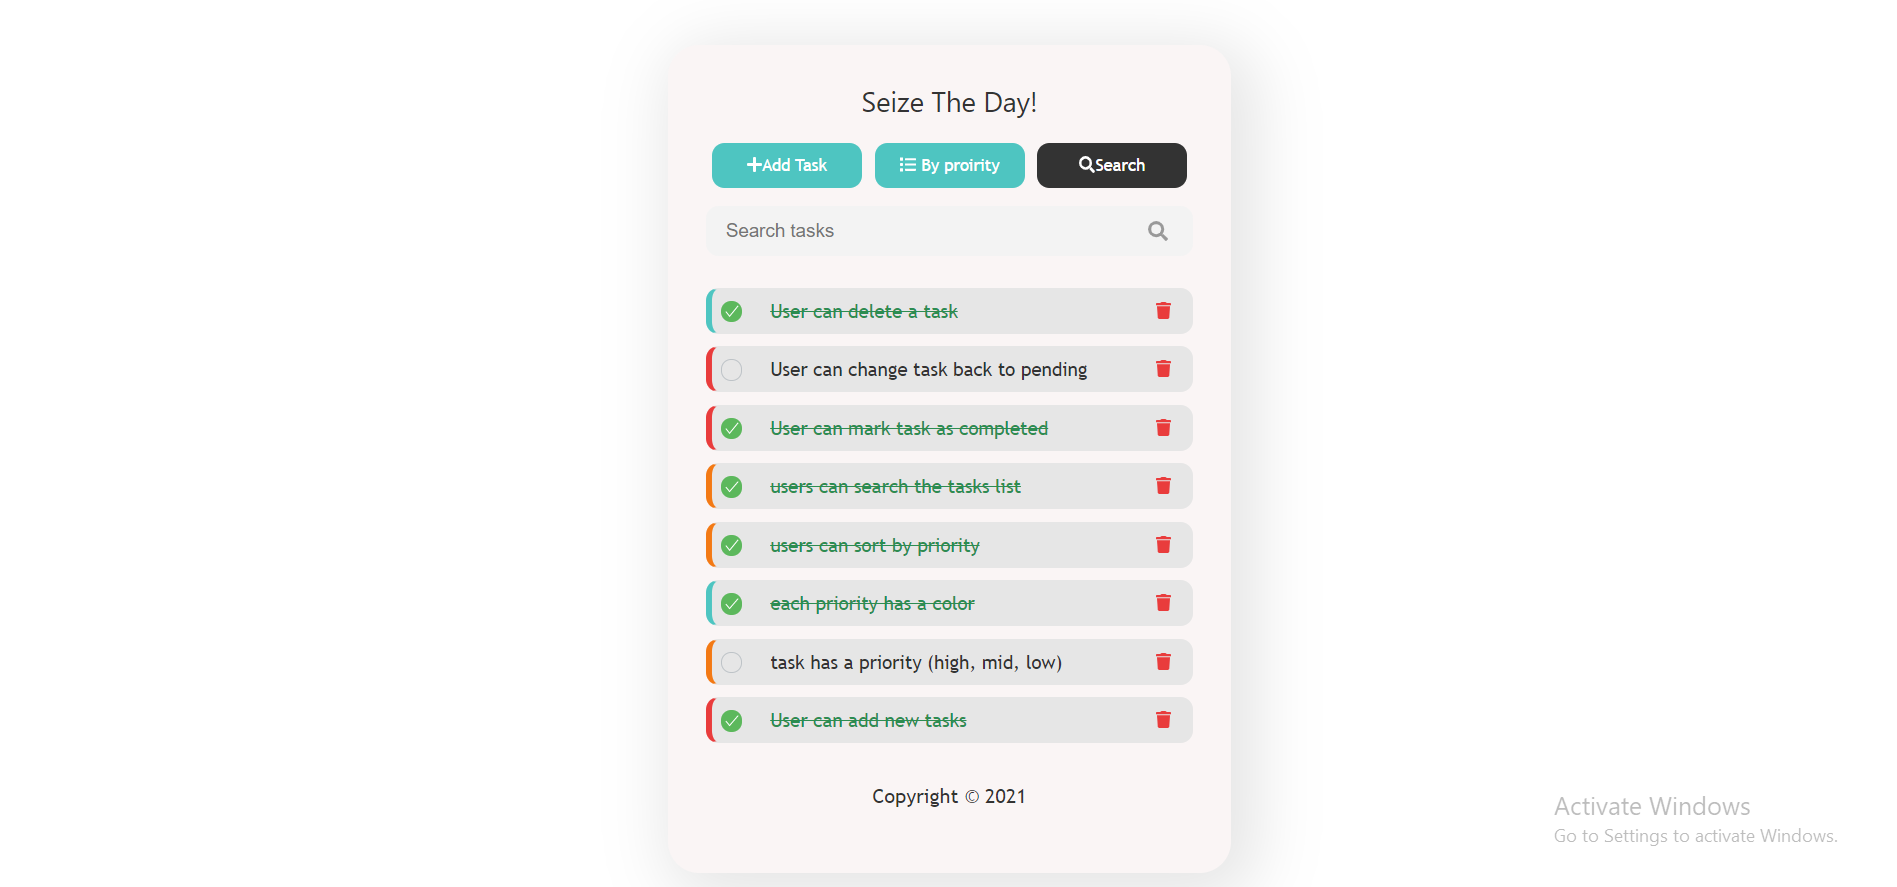 Seize The Day!
Add Task
By proirity
Search
Search tasks
User can delete a task
User can change task back to pending
User can mark task as completed
users can search the tasks list
users can sort by priority
each priority has a color
task has a priority (high, mid, low)
User can add new tasks
Copyright © 2021
Activate Windows
Go to Settings to activate Windows.